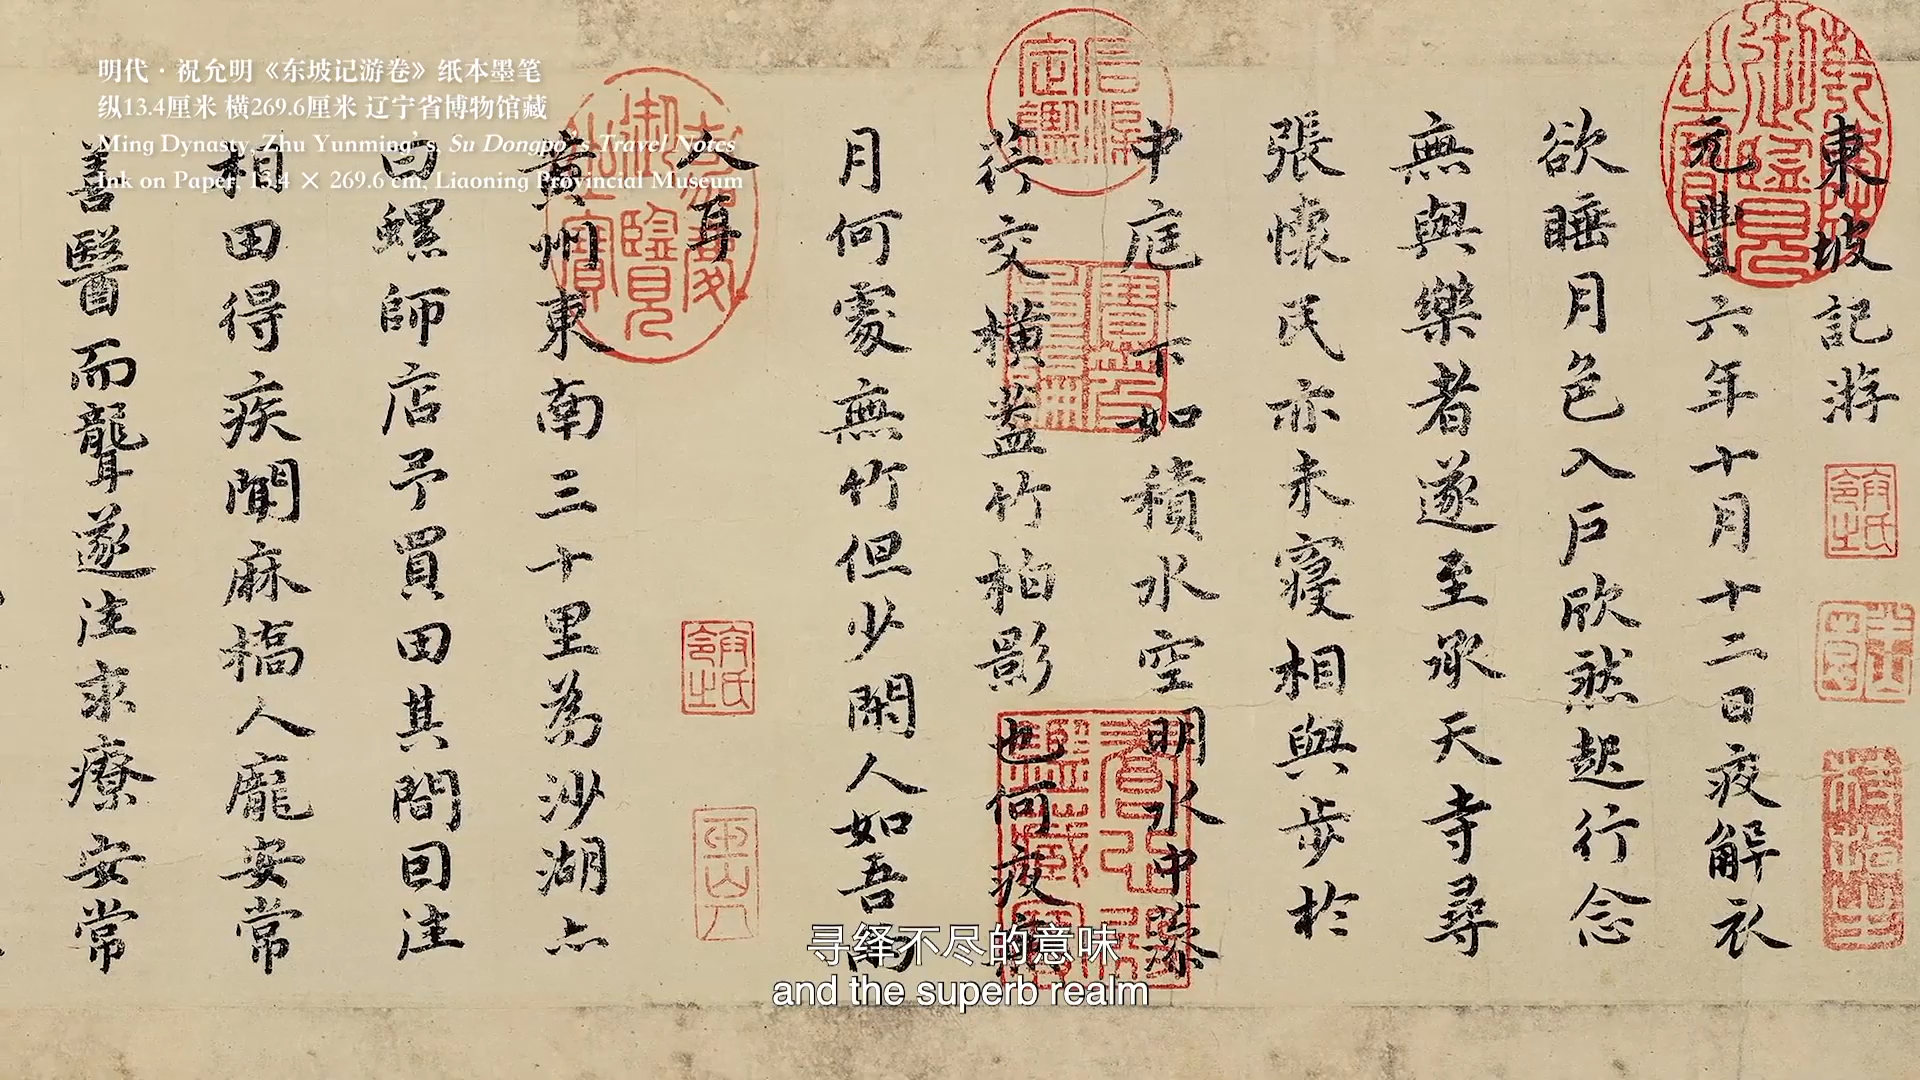 明代·祝允明《东坡记游卷》纸本墨笔
纵13.4厘米 横269.6厘米 辽宁省博物馆藏
Ming Dynasty, Zhu Yunming's, Su Dongpo's Travel Notes
Ink on Paper, 13.4 × 269.6 cm, Liaoning Provincial Museum
東坡記游
元豐六年十月十二日夜解衣
欲睡月色入戶欣然起行念
無與樂者遂至承天寺尋
張懷民亦未寢相與步於
中庭下如積水空明水中藻
荇交橫蓋竹柏影也何夜無
月何處無竹但少閑人如吾兩
人耳
黃州東南三十里為沙湖亦
曰螺師店予買田其間因往
相田得疾聞麻橋人龐安常
善醫而聾遂往求療安常
寻绎不尽的意味
and the superb realm